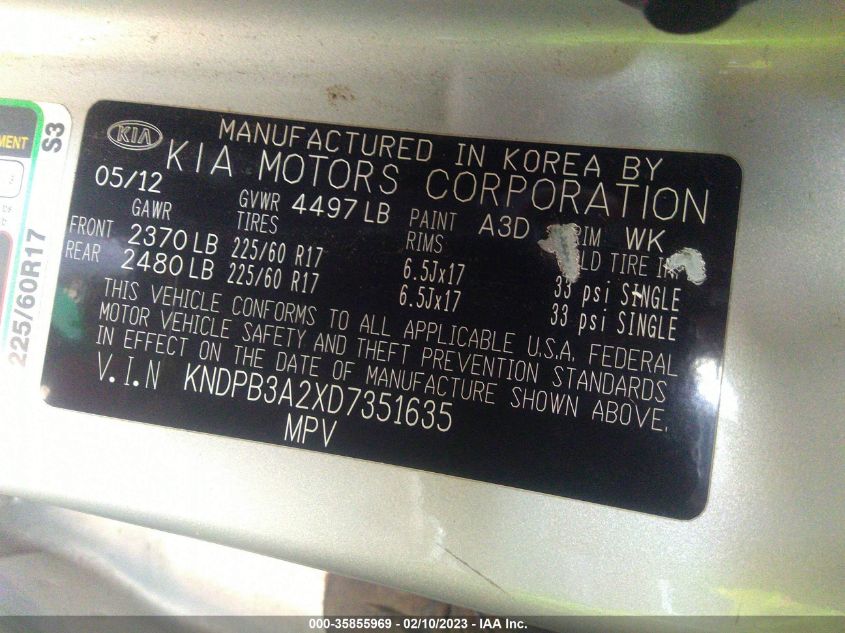 KIA
MANUFACTURED IN KOREA BY
KIA MOTORS CORPORATION
05/12
GAWR
GVWR 4497 LB
PAINT A3D
IM WK
TIRES
RIMS
LD TIRE
FRONT 2370 LB 225/60 R17 6.5Jx17 33 psi SINGLE
REAR 2480 LB 225/60 R17 6.5Jx17 33 psi SINGLE
THIS VEHICLE CONFORMS TO ALL APPLICABLE U.S.A. FEDERAL
MOTOR VEHICLE SAFETY AND THEFT PREVENTION STANDARDS
IN EFFECT ON THE DATE OF MANUFACTURE SHOWN ABOVE.
V.I.N KNDPB3A2XD7351635
MPV
MENT
S3
225/60R17
000-35855969 - 02/10/2023 - IAA Inc.